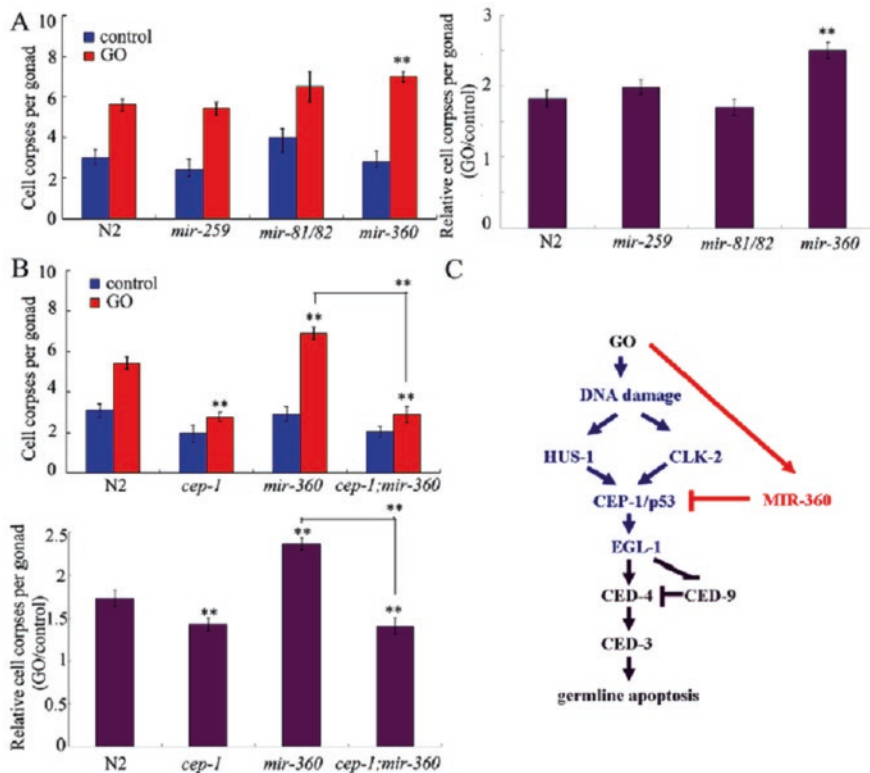 A
control
GO
Cell corpses per gonad
10
8
6
4
2
N2
mir-259
mir-81/82
mir-360
**
Relative cell corpses per gonad
(GO/control)
3
2
1
0
N2
mir-259
mir-81/82
mir-360
**
B
control
GO
Cell corpses per gonad
10
8
6
4
2
0
N2
cep-1
mir-360
cep-1;mir-360
**
**
**
**
Relative cell corpses per gonad
(GO/control)
2.5
2
1.5
1
0.5
0
N2
cep-1
mir-360
cep-1;mir-360
**
**
**
**
C
GO
DNA damage
HUS-1 CLK-2
CEP-1/p53 MIR-360
EGL-1
CED-4 CED-9
CED-3
germline apoptosis